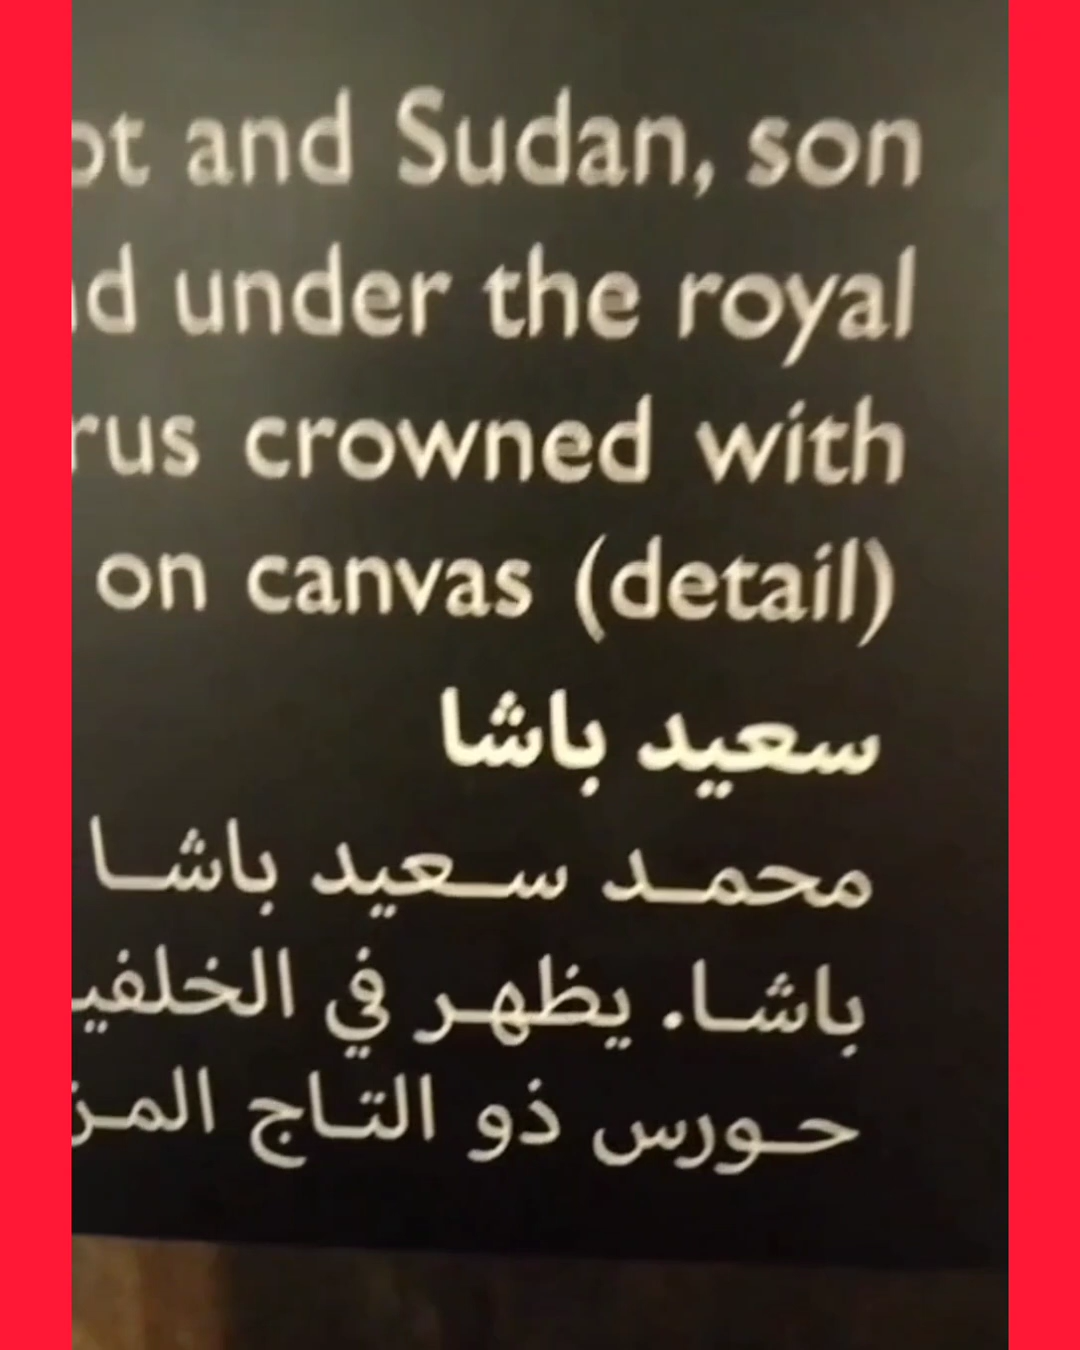 and Sudan, son
under the royal
crowned with
on canvas (detail)
سعيد باشا
محمد سعيد باشا
باشا. يظهر في
حورس ذو التاج